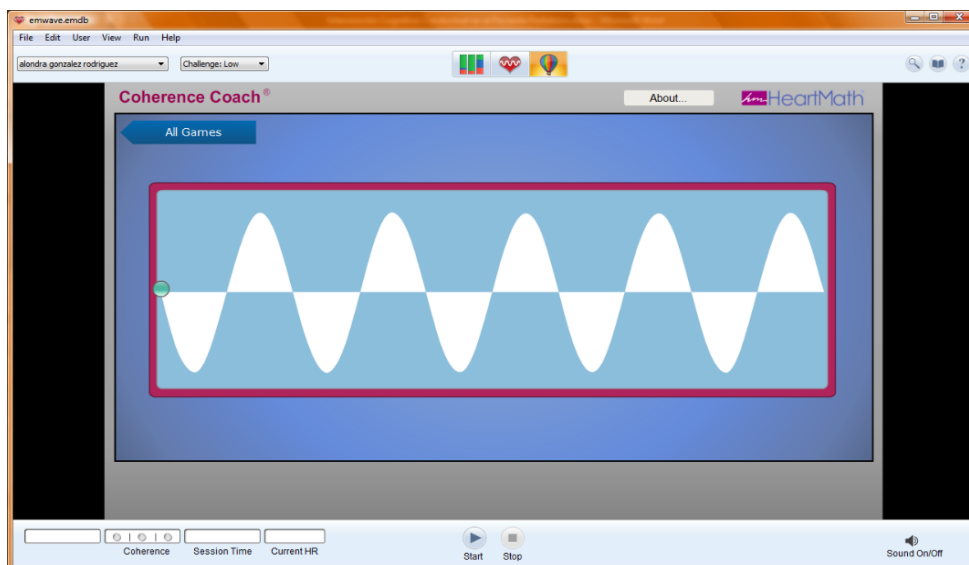 emwave.emdb
File Edit User View Run Help
alondra gonzalez rodriguez Challenge: Low
Coherence Coach® About... hm HeartMath
All Games
Coherence Session Time Current HR Start Stop Sound On/Off